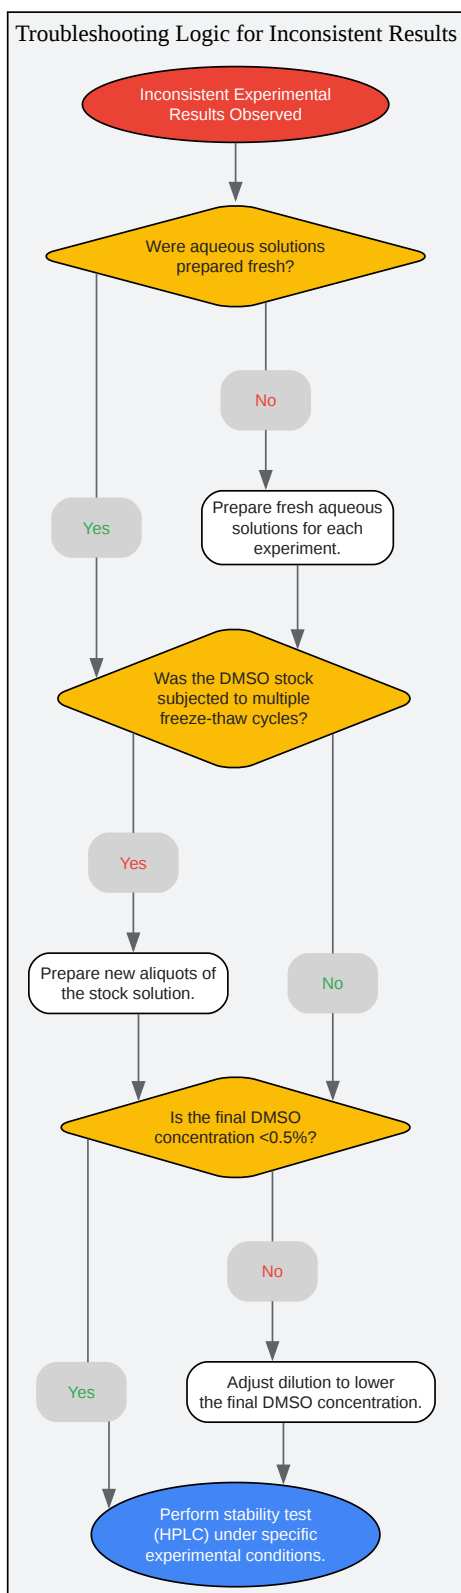 Troubleshooting Logic for Inconsistent Results
Inconsistent Experimental
Results Observed
Were aqueous solutions
prepared fresh?
No
Prepare fresh aqueous
solutions for each
experiment.
Yes
Was the DMSO stock
subjected to multiple
freeze-thaw cycles?
Yes
Prepare new aliquots of
the stock solution.
No
Is the final DMSO
concentration <0.5%?
No
Yes
Adjust dilution to lower
the final DMSO concentration.
Perform stability test
(HPLC) under specific
experimental conditions.